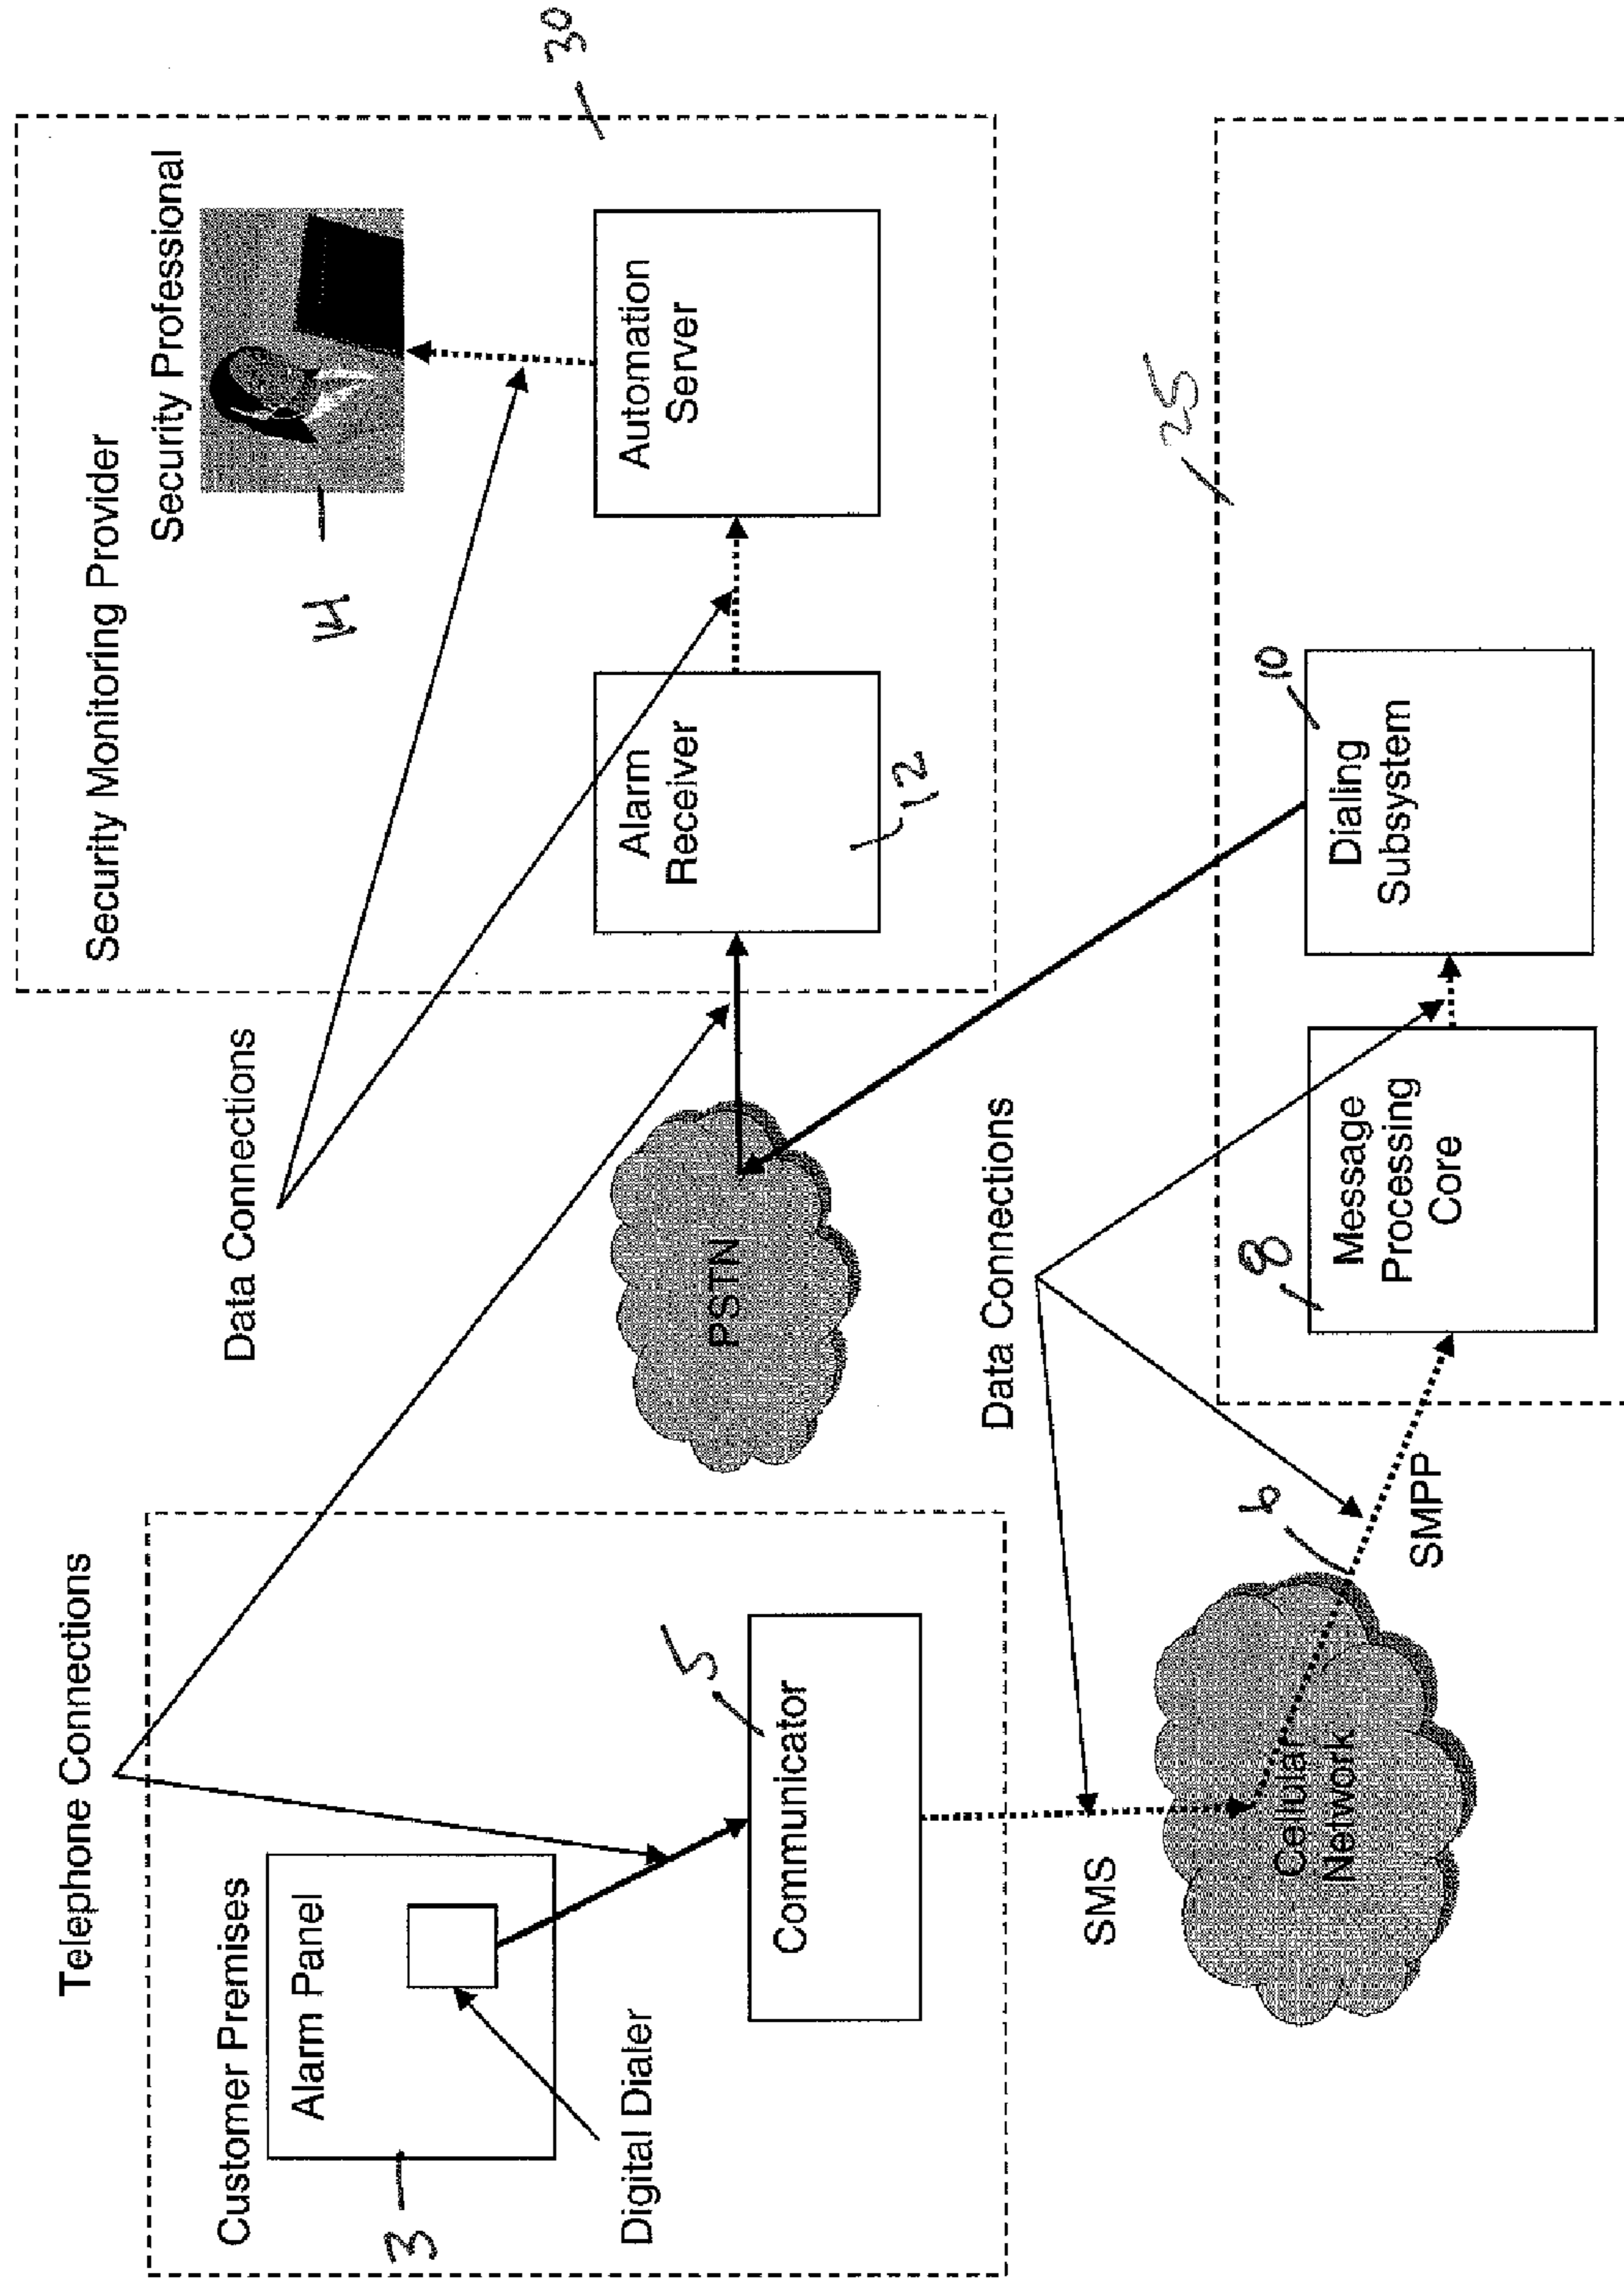 Telephone Connections
Customer Premises
Alarm Panel
3
Digital Dialer
Communicator
5
SMS
Cellular
Network
6
SMPP
Data Connections
PSTN
Data Connections
Security Monitoring Provider
Security Professional
14
30
Alarm
Receiver
12
Automation
Server
25
8
Message
Processing
Core
10
Dialing
Subsystem